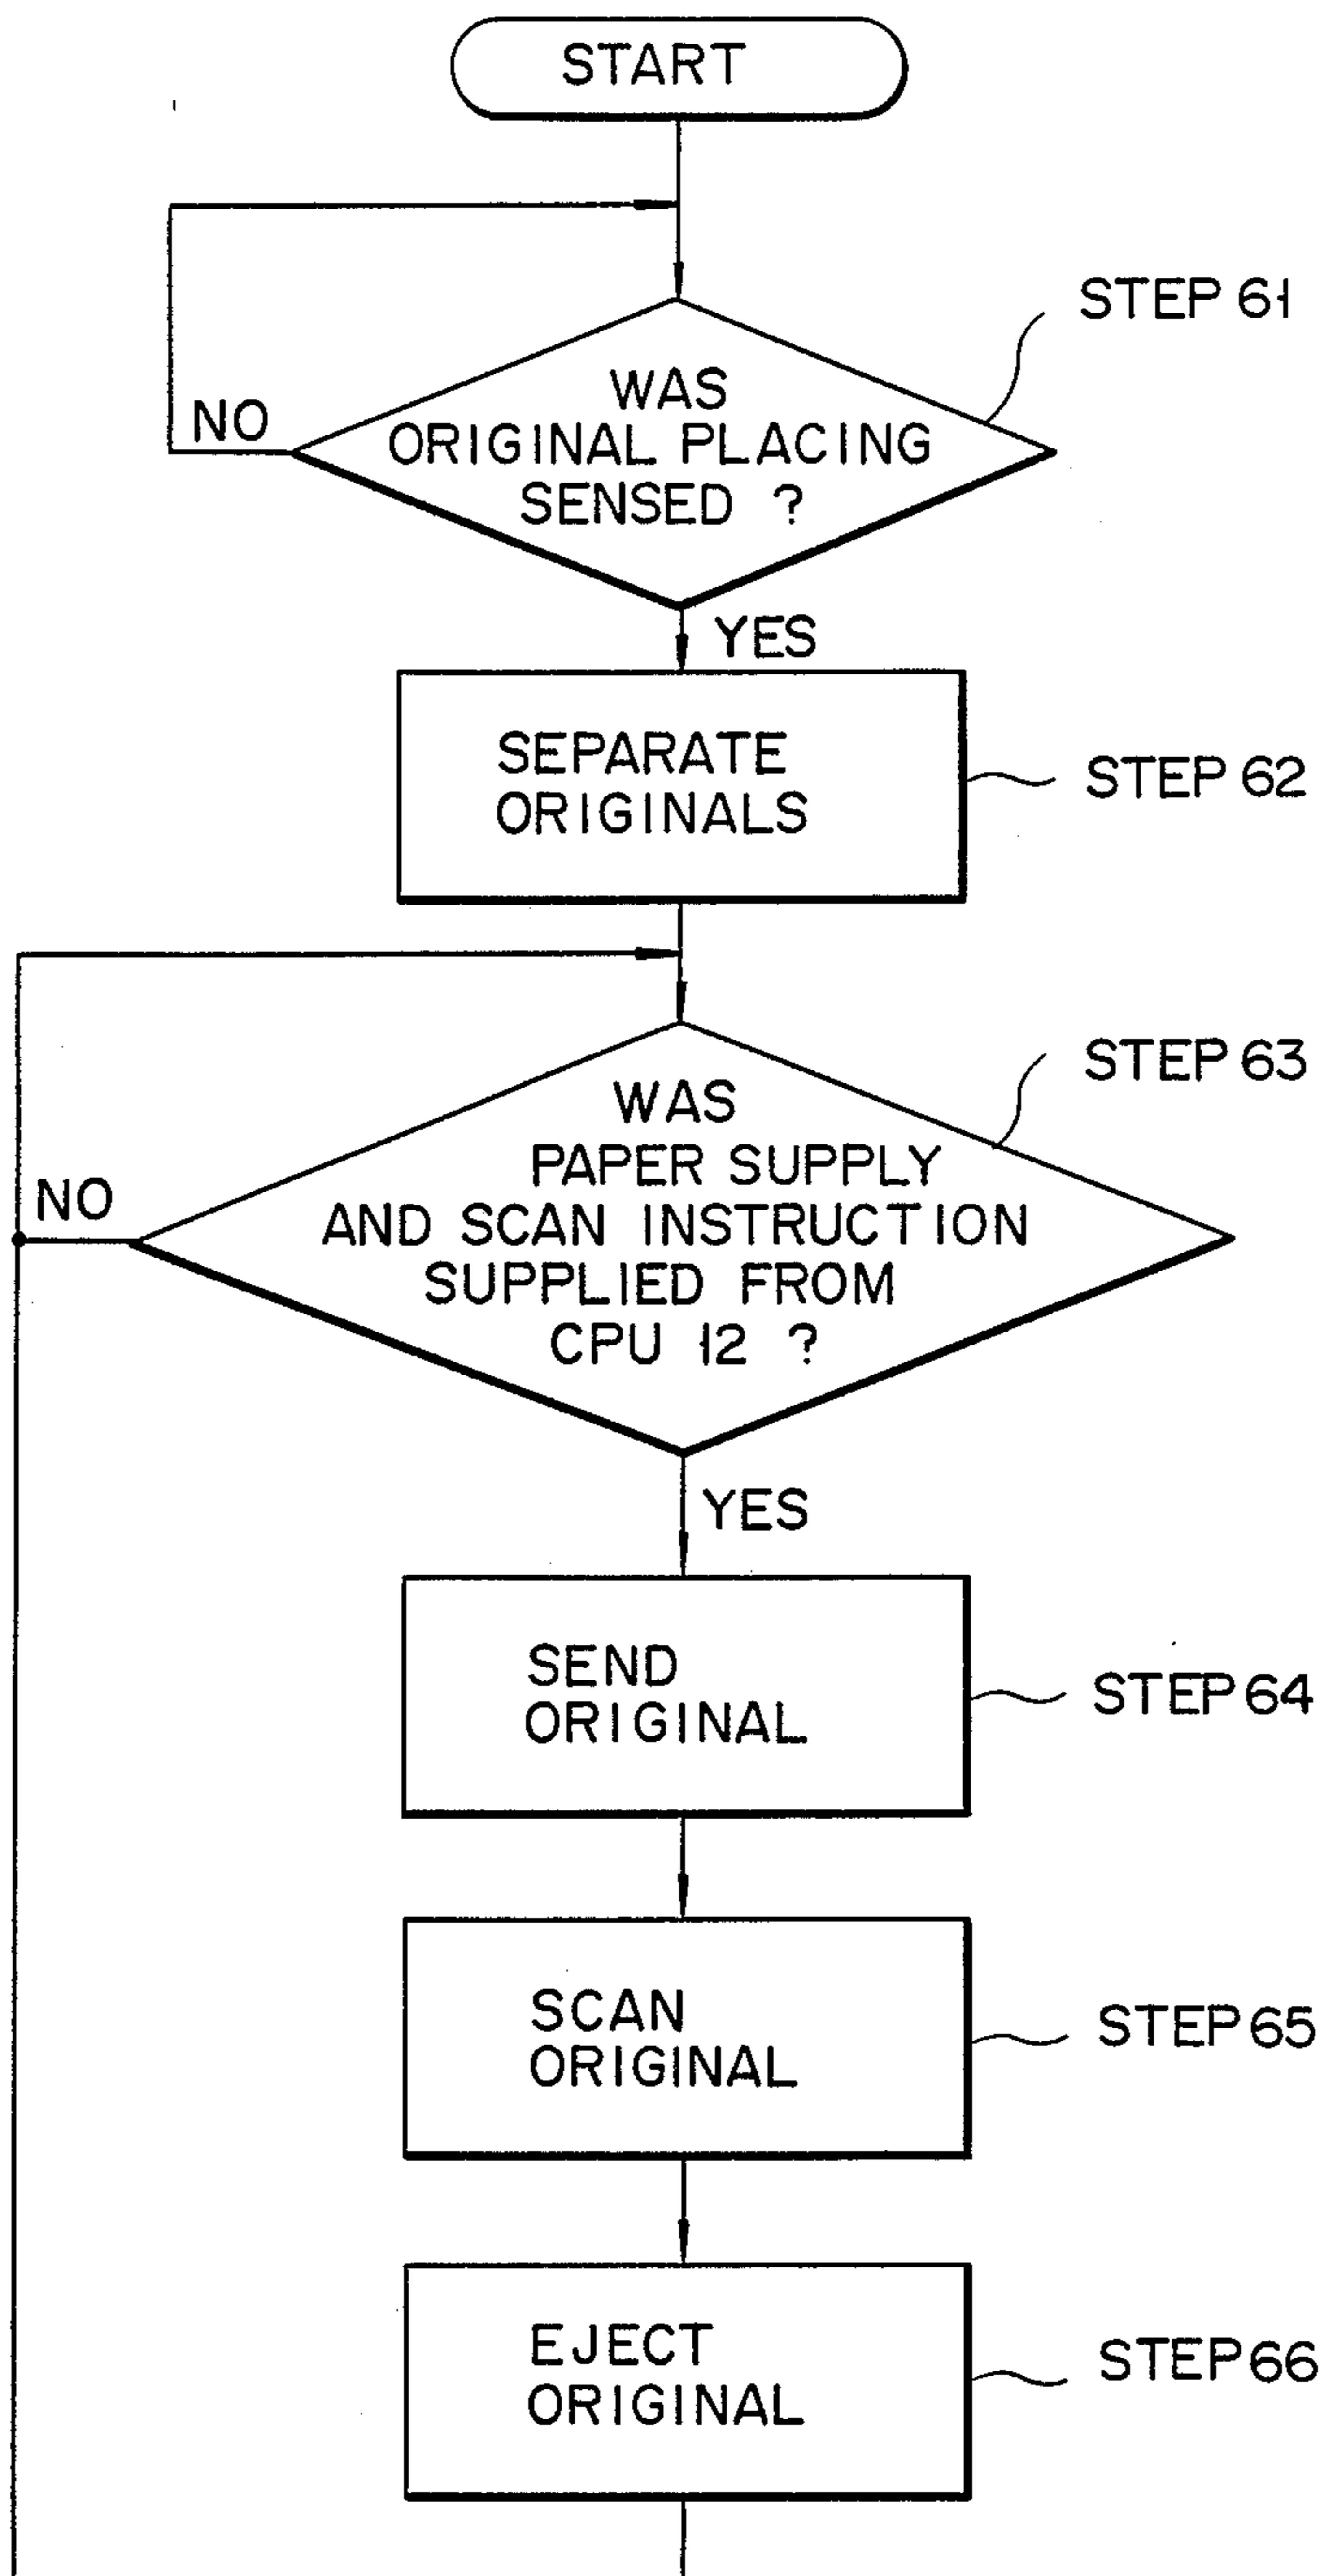 START
STEP 61
NO
WAS
ORIGINAL PLACING
SENSED ?
YES
SEPARATE
ORIGINALS
STEP 62
STEP 63
NO
WAS
PAPER SUPPLY
AND SCAN INSTRUCTION
SUPPLIED FROM
CPU 12 ?
YES
SEND
ORIGINAL
STEP 64
SCAN
ORIGINAL
STEP 65
EJECT
ORIGINAL
STEP 66